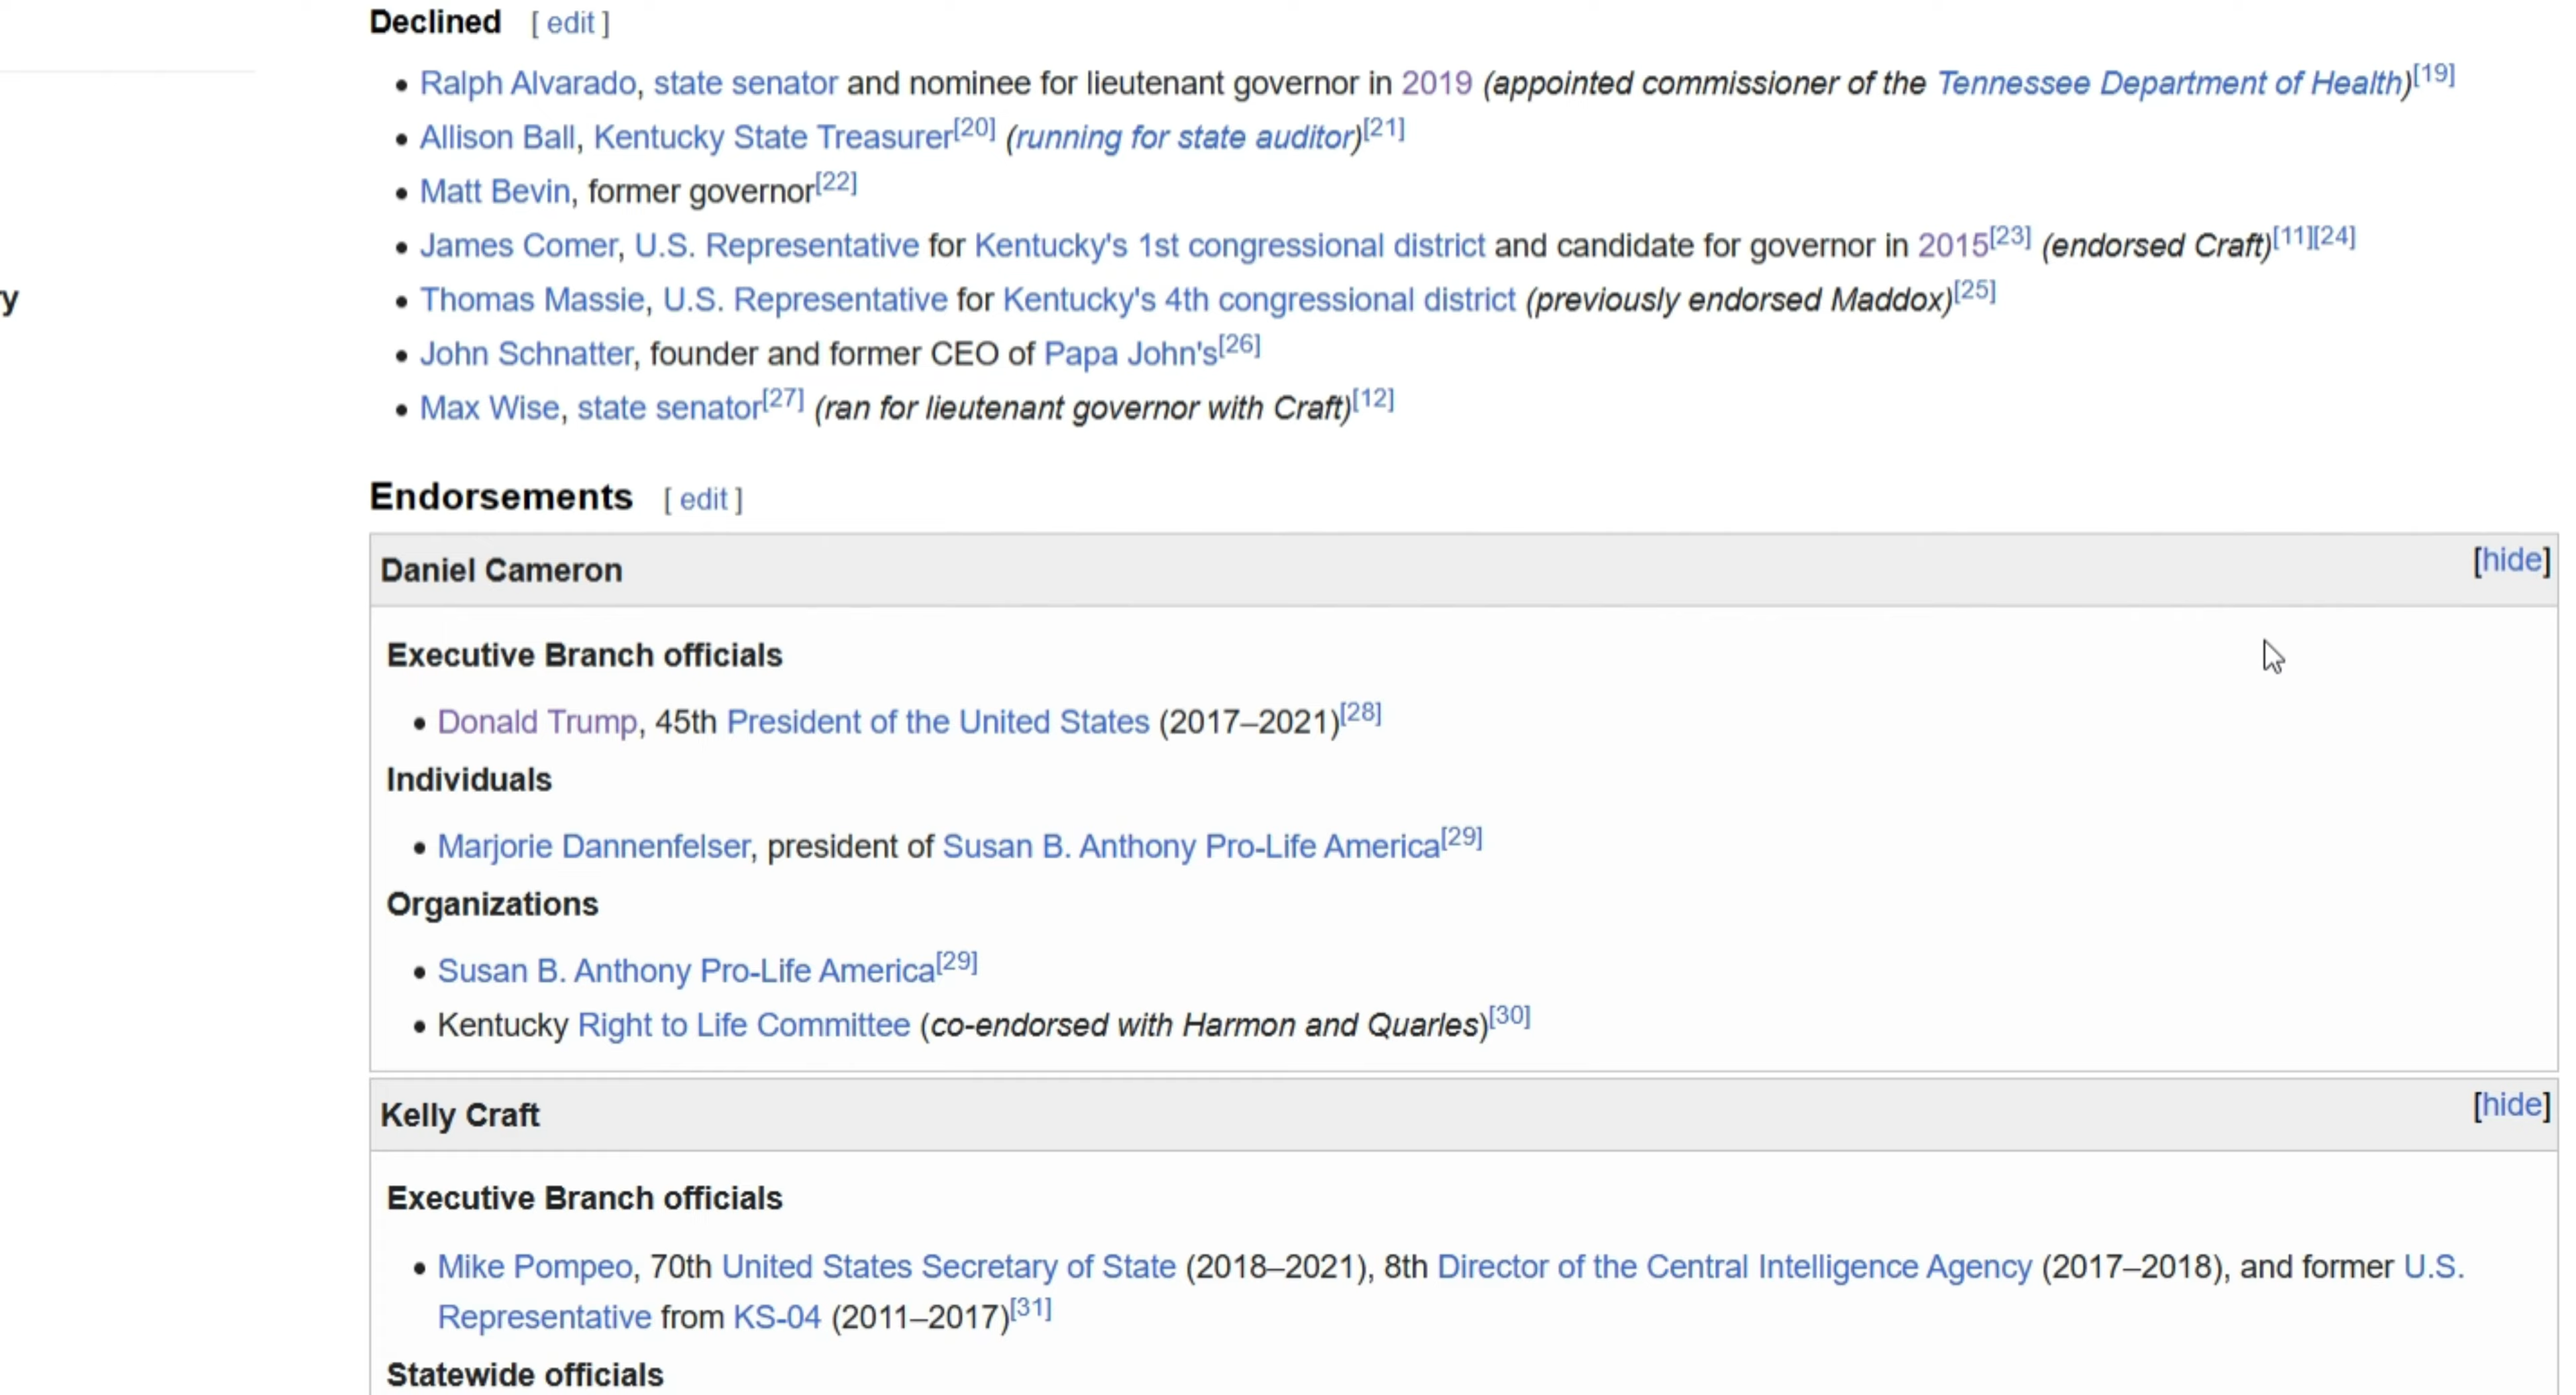 Declined [ edit ]
• Ralph Alvarado, state senator and nominee for lieutenant governor in 2019 (appointed commissioner of the Tennessee Department of Health)[19]
• Allison Ball, Kentucky State Treasurer[20] (running for state auditor)[21]
• Matt Bevin, former governor[22]
• James Comer, U.S. Representative for Kentucky's 1st congressional district and candidate for governor in 2015[23] (endorsed Craft)[11][24]
y
• Thomas Massie, U.S. Representative for Kentucky's 4th congressional district (previously endorsed Maddox)[25]
• John Schnatter, founder and former CEO of Papa John's[26]
• Max Wise, state senator[27] (ran for lieutenant governor with Craft)[12]
Endorsements [ edit ]
Daniel Cameron [hide]
Executive Branch officials
• Donald Trump, 45th President of the United States (2017–2021)[28]
Individuals
• Marjorie Dannenfelser, president of Susan B. Anthony Pro-Life America[29]
Organizations
• Susan B. Anthony Pro-Life America[29]
• Kentucky Right to Life Committee (co-endorsed with Harmon and Quarles)[30]
Kelly Craft [hide]
Executive Branch officials
• Mike Pompeo, 70th United States Secretary of State (2018–2021), 8th Director of the Central Intelligence Agency (2017–2018), and former U.S.
Representative from KS-04 (2011–2017)[31]
Statewide officials